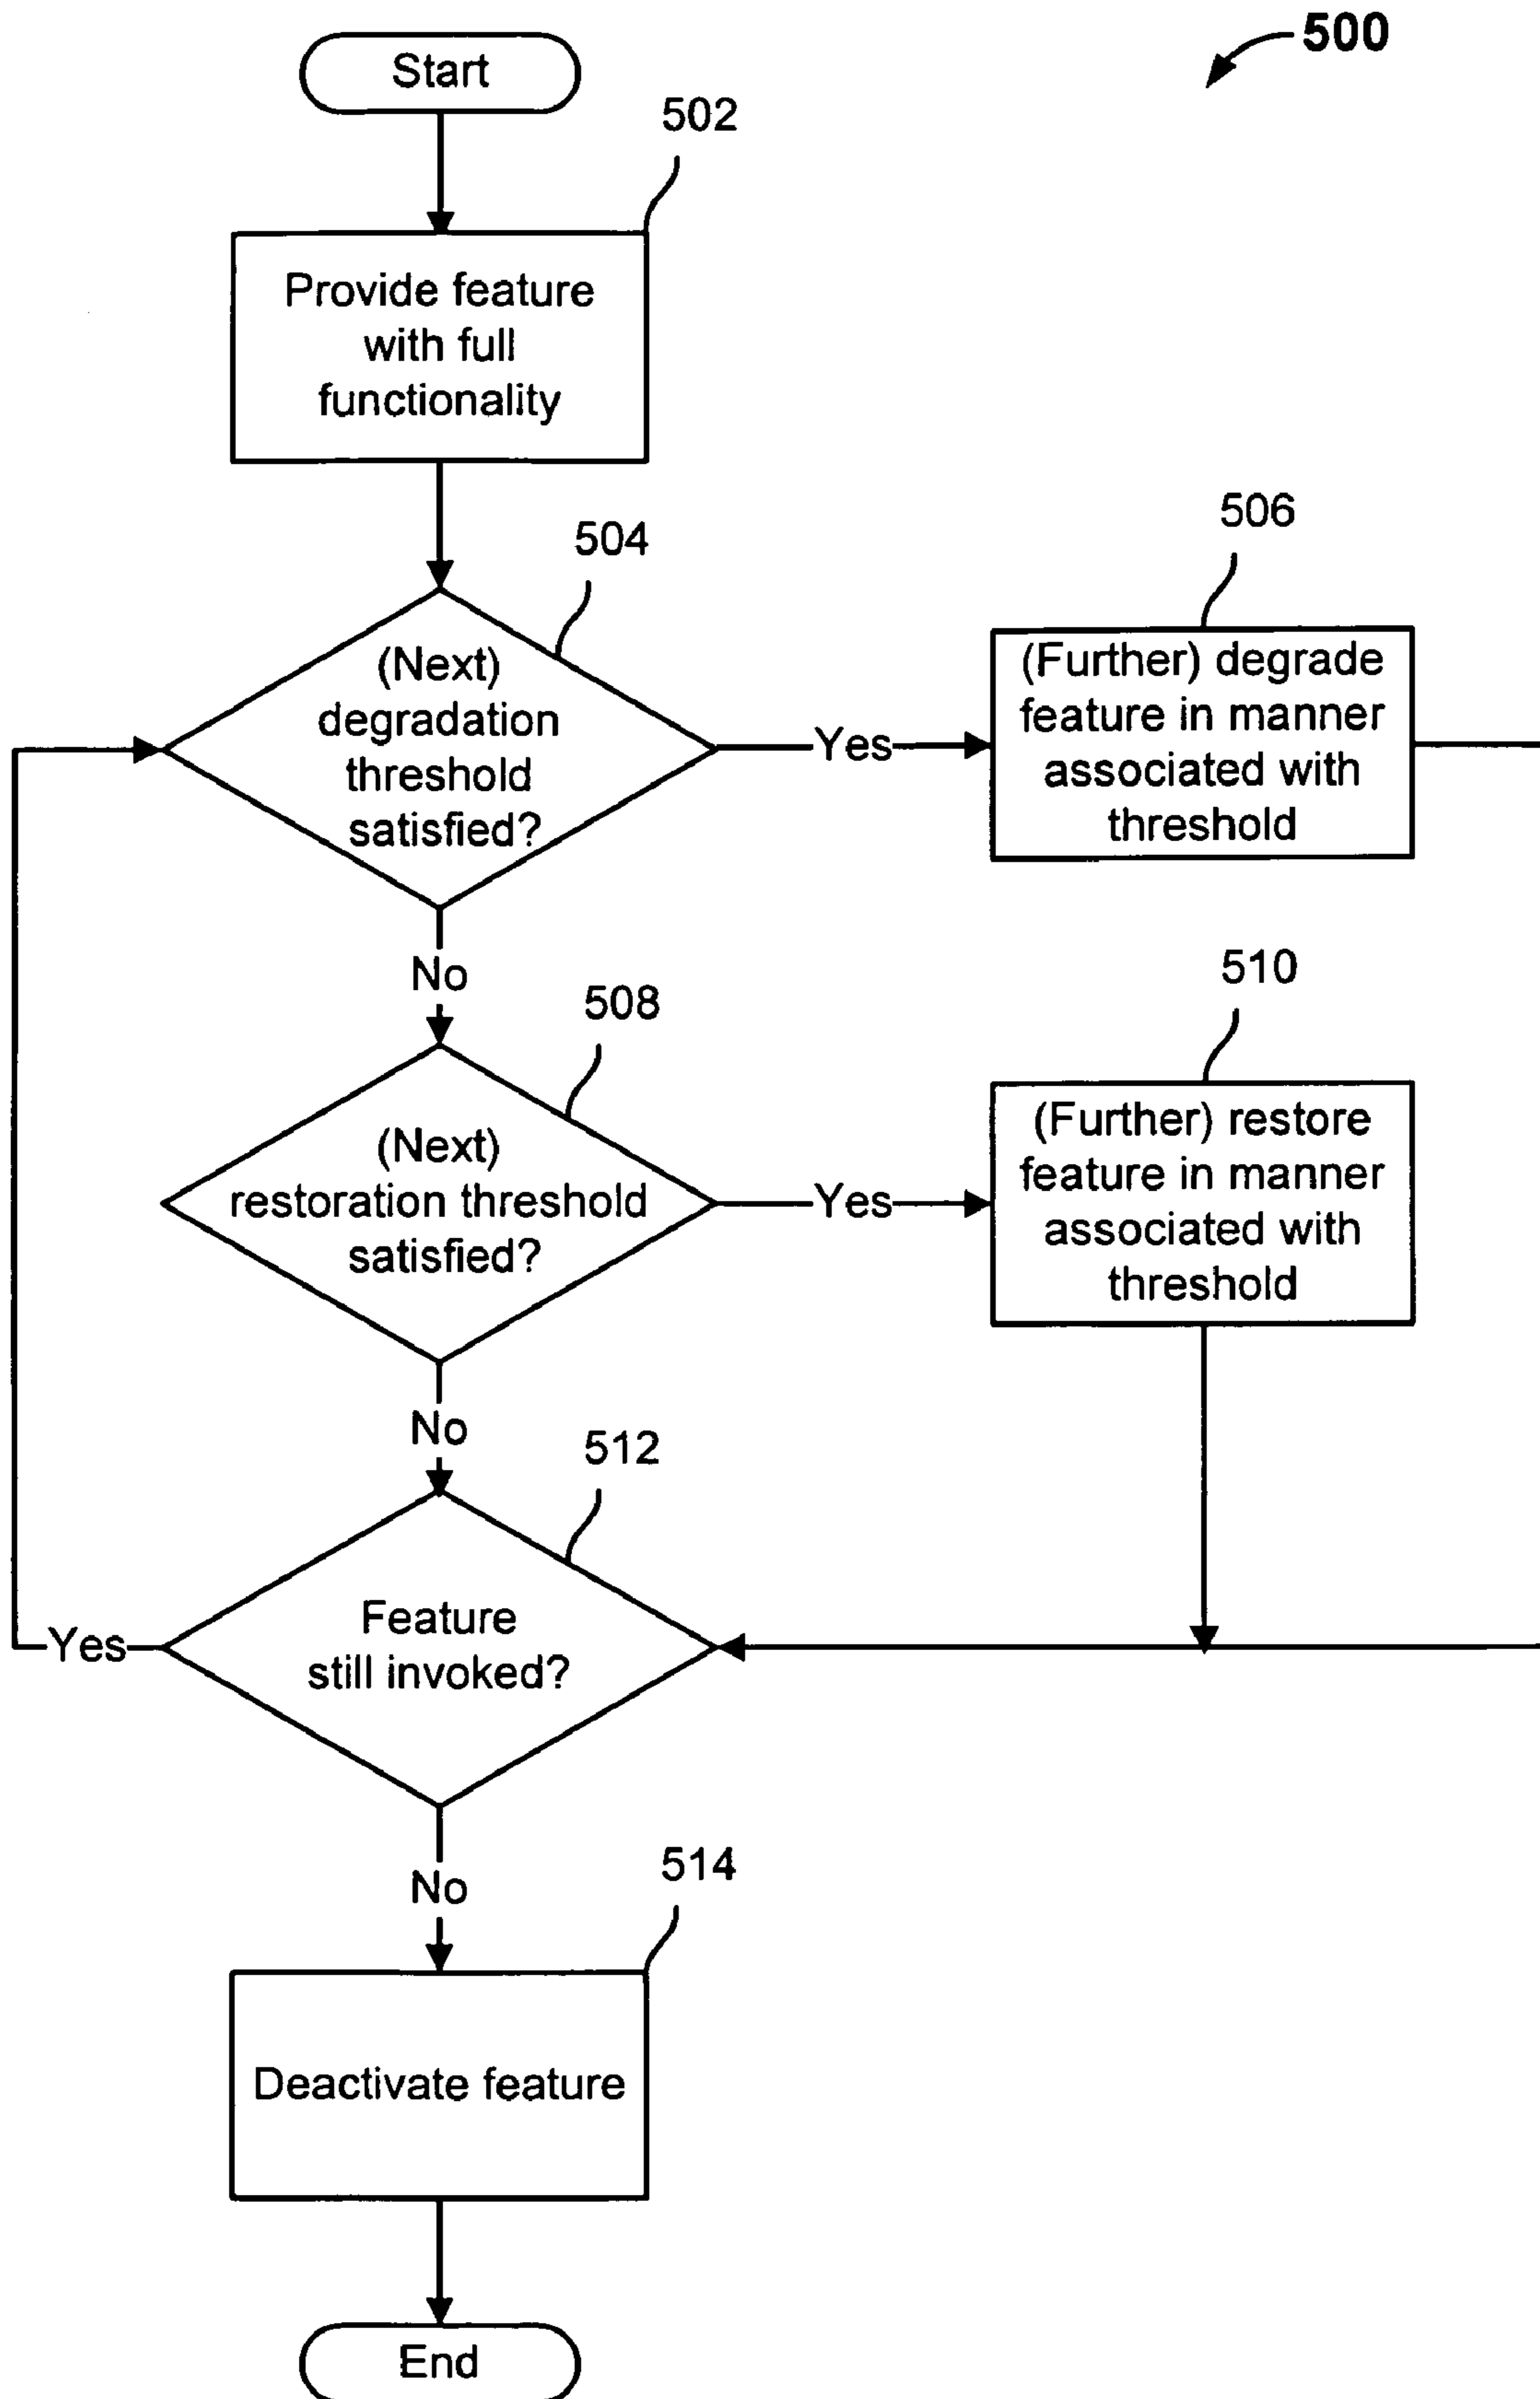 500
Start
502
Provide feature
with full
functionality
504
(Next)
degradation
threshold
satisfied?
Yes
506
(Further) degrade
feature in manner
associated with
threshold
No
508
(Next)
restoration threshold
satisfied?
Yes
510
(Further) restore
feature in manner
associated with
threshold
No
512
Feature
still invoked?
Yes
No
514
Deactivate feature
End